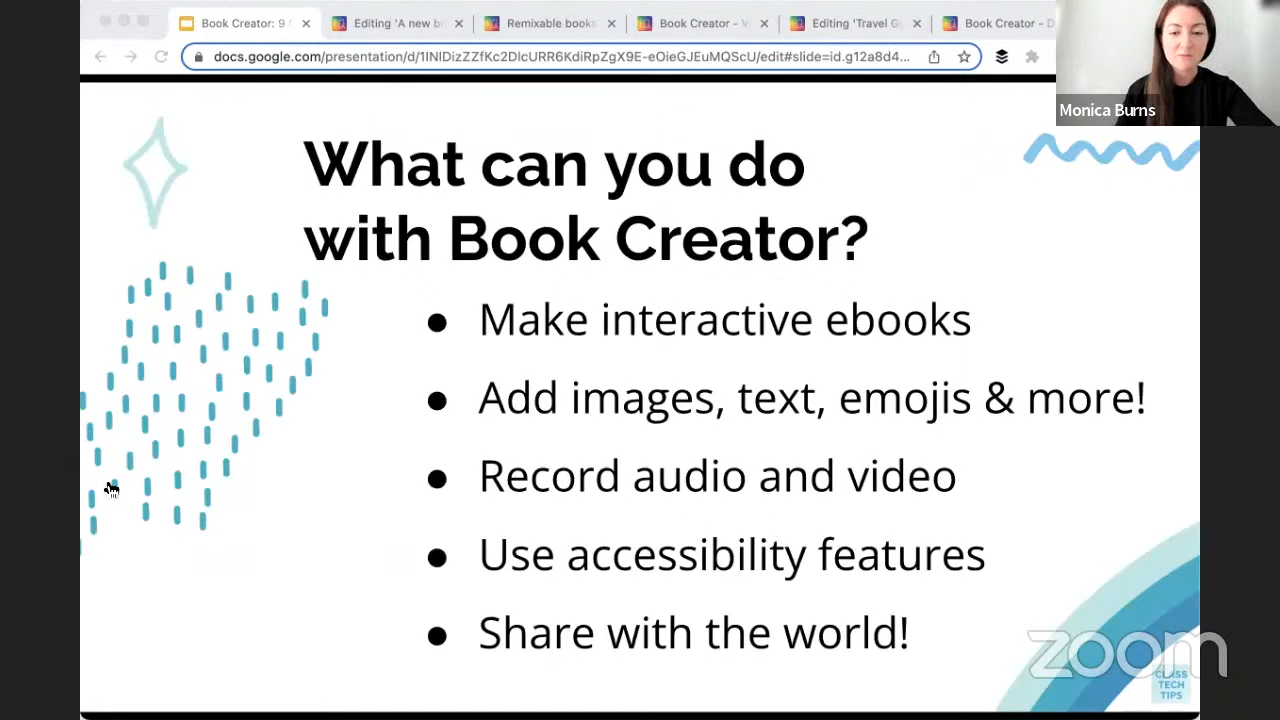 Book Creator: 9
Editing 'A new b
Remixable books
Book Creator – V
Editing 'Travel G
Book Creator – D
docs.google.com/presentation/d/1INlDizZZfKc2DlcURR6KdiRpZgX9E-eOieGJEuMQScU/edit#slide=id.g12a8d4...
Monica Burns
What can you do
with Book Creator?
● Make interactive ebooks
● Add images, text, emojis & more!
● Record audio and video
● Use accessibility features
● Share with the world!
zoom
CLASS
TECH
TIPS